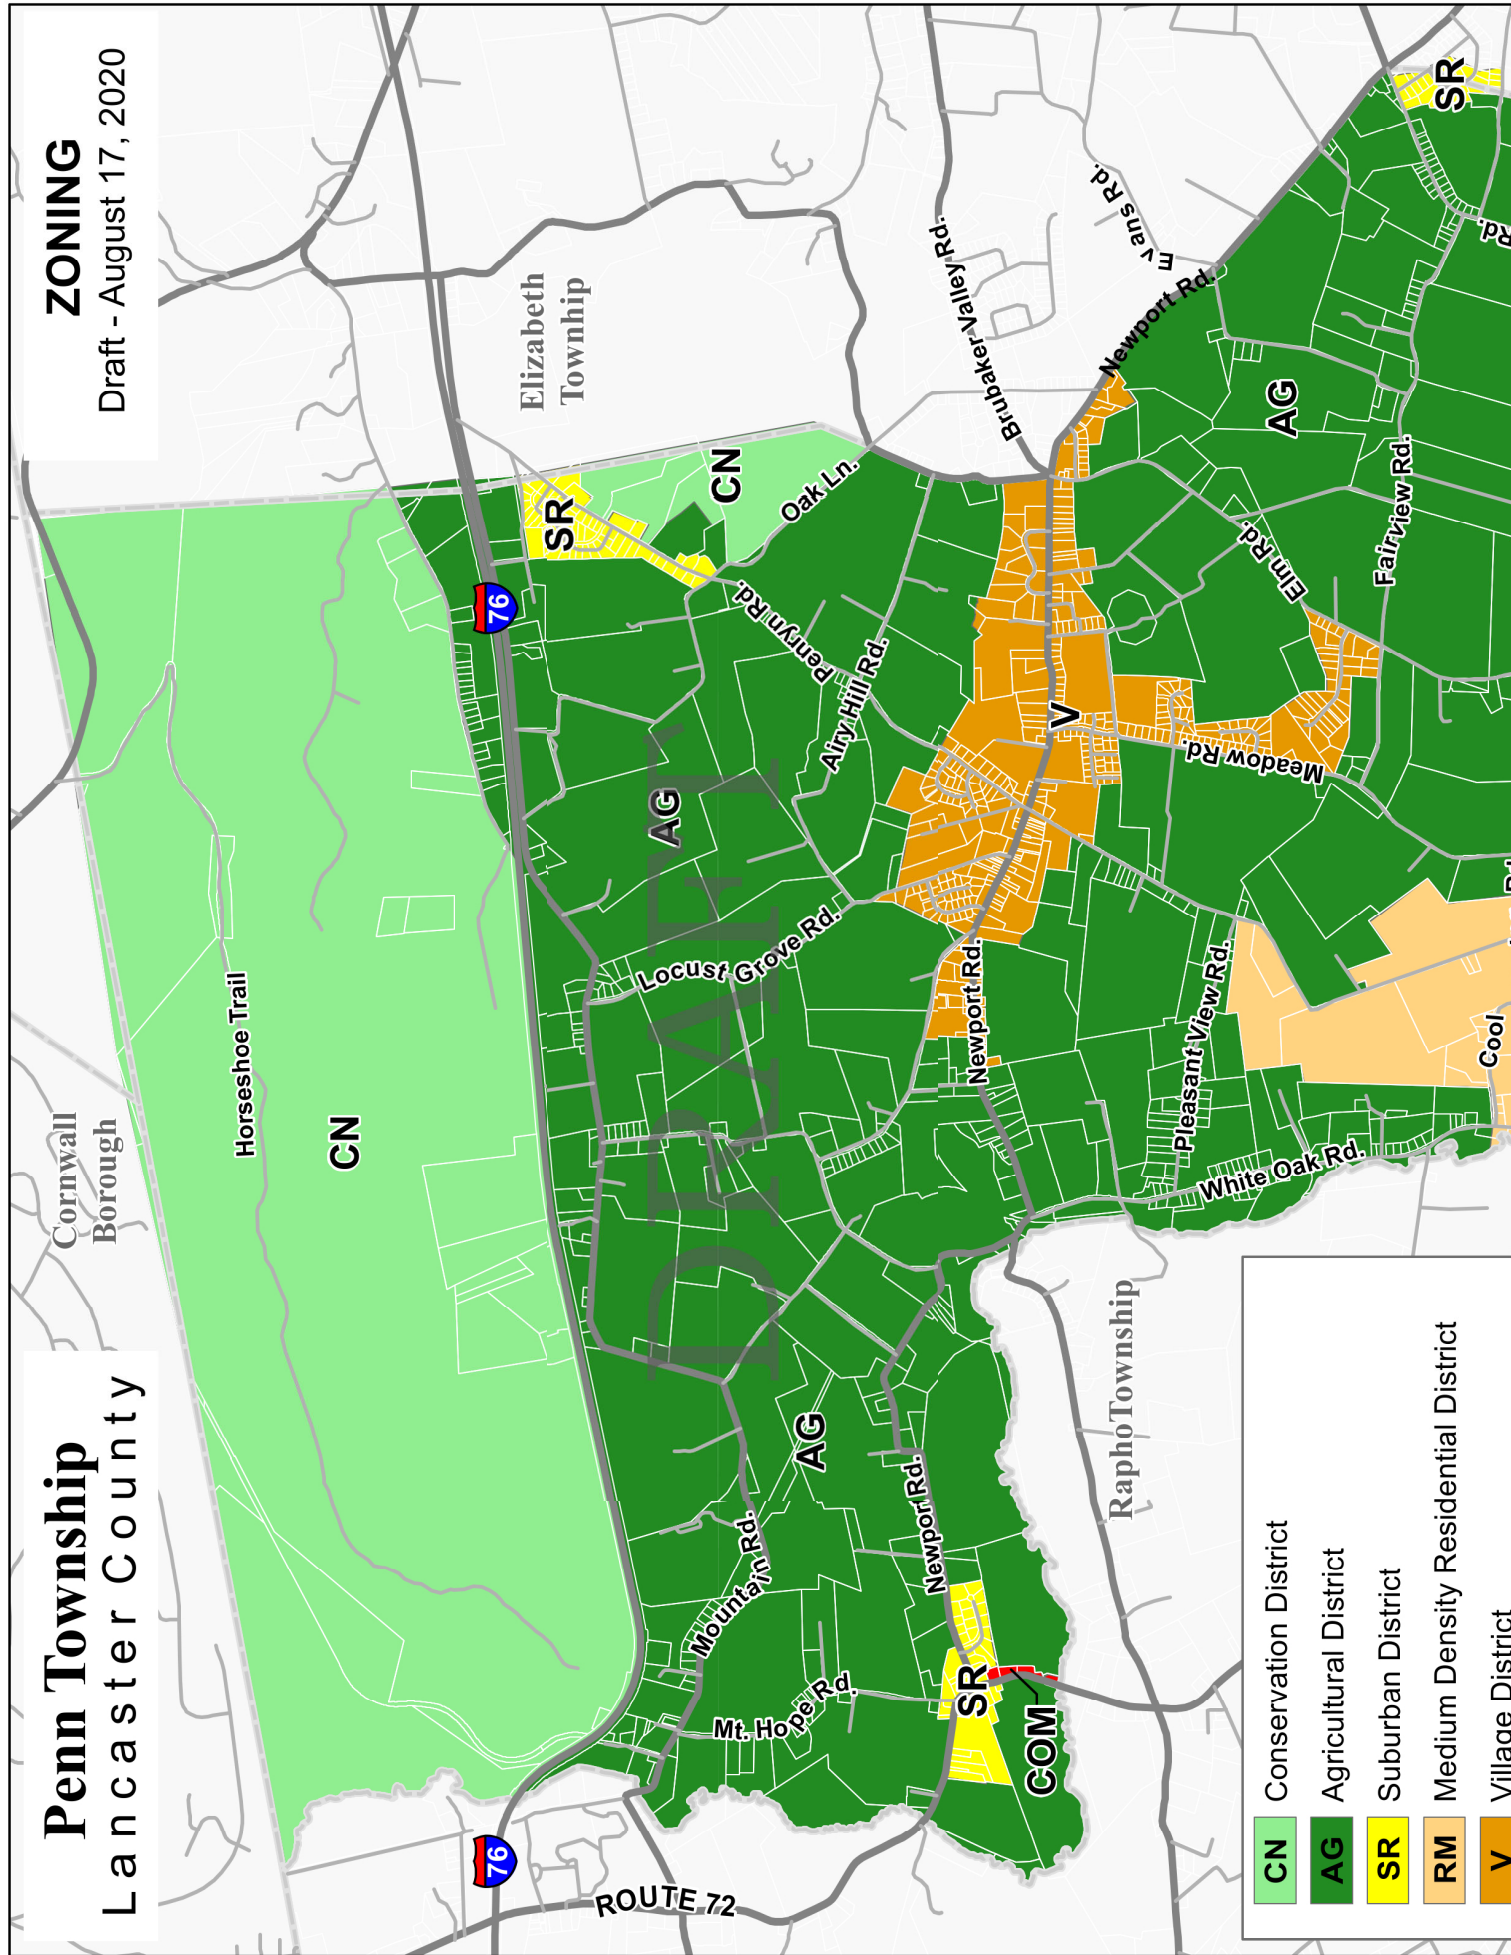 Penn Township
Lancaster County
ZONING
Draft - August 17, 2020
Cornwall
Borough
Horseshoe Trail
CN
76
76
ROUTE 72
Elizabeth
Townhip
SR
CN
Oak Ln.
Penryn Rd.
Airy Hill Rd.
AG
DRAFT
Locust Grove Rd.
Brubaker Valley Rd.
Evans Rd.
Newport Rd.
SR
Rd.
AG
Fairview Rd.
Elm Rd.
V
Meadow Rd.
Newport Rd.
Pleasant View Rd.
White Oak Rd.
Cool
AG
Mountain Rd.
Mt. Hope Rd.
Newport Rd.
SR
COM
RaphoTownship
CN Conservation District
AG Agricultural District
SR Suburban District
RM Medium Density Residential District
V Village District